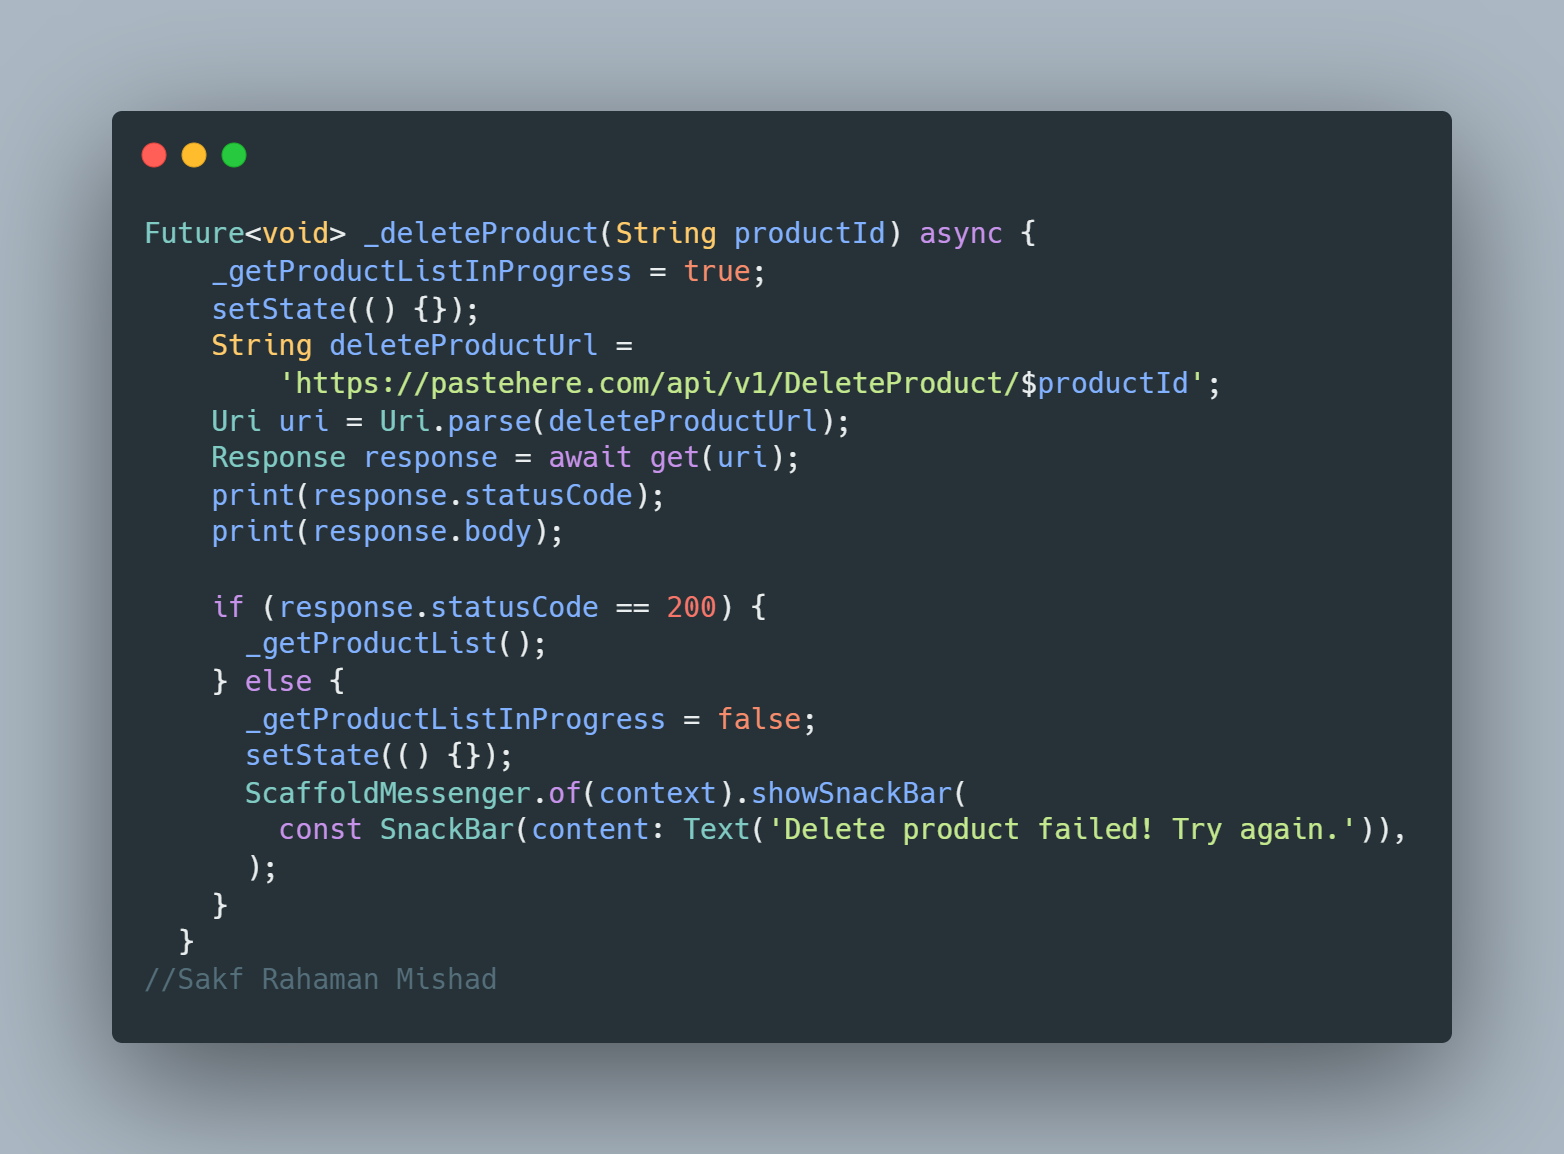 Future<void> _deleteProduct(String productId) async {
    _getProductListInProgress = true;
    setState(() {});
    String deleteProductUrl =
        'https://pastehere.com/api/v1/DeleteProduct/$productId';
    Uri uri = Uri.parse(deleteProductUrl);
    Response response = await get(uri);
    print(response.statusCode);
    print(response.body);

    if (response.statusCode == 200) {
      _getProductList();
    } else {
      _getProductListInProgress = false;
      setState(() {});
      ScaffoldMessenger.of(context).showSnackBar(
        const SnackBar(content: Text('Delete product failed! Try again.')),
      );
    }
  }
//Sakf Rahaman Mishad